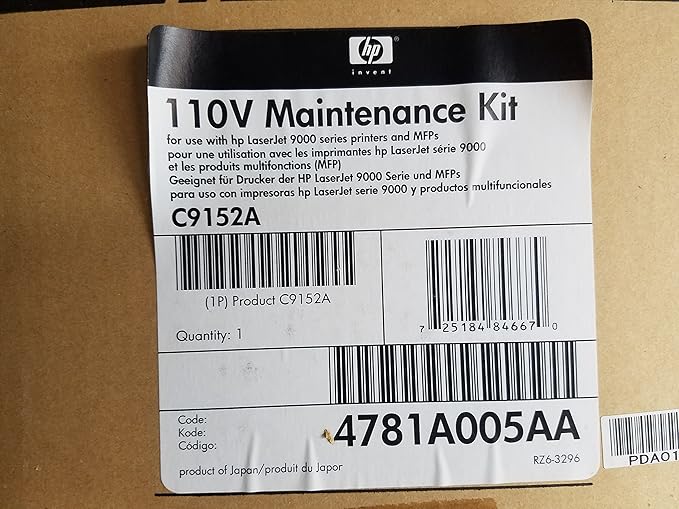 hp
invent
110V Maintenance Kit
for use with hp LaserJet 9000 series printers and MFPs
pour une utilisation avec les imprimantes hp LaserJet série 9000
et les produits multifonctions (MFP)
Geeignet für Drucker der HP LaserJet 9000 Serie und MFPs
para uso con impresoras hp LaserJet serie 9000 y productos multifuncionales
C9152A
(1P) Product C9152A
7 25184 84667 0
Quantity: 1
Code:
Kode:
Código:
4781A005AA
product of Japan/produit du Japor
RZ6-3296
PDA01